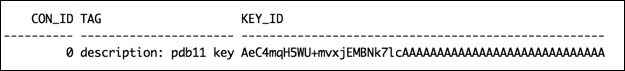 CON_ID TAG KEY_ID
---------- ---------------------- ----------------------------------------------------
0 description: pdb11 key AeC4mqH5WU+mvxjEMBNk7lcAAAAAAAAAAAAAAAAAAAAAAAAAAAAA